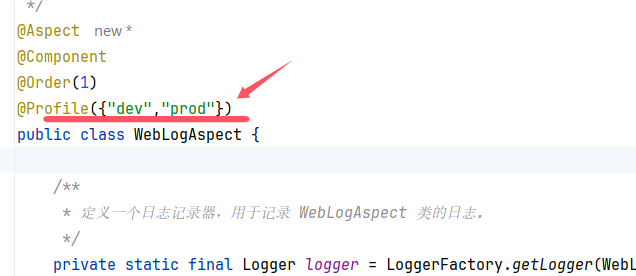 */
@Aspect new *
@Component
@Order(1)
@Profile({"dev","prod"})
public class WebLogAspect {
/**
* 定义一个日志记录器，用于记录 WebLogAspect 类的日志.
*/
private static final Logger logger = LoggerFactory.getLogger(WebL